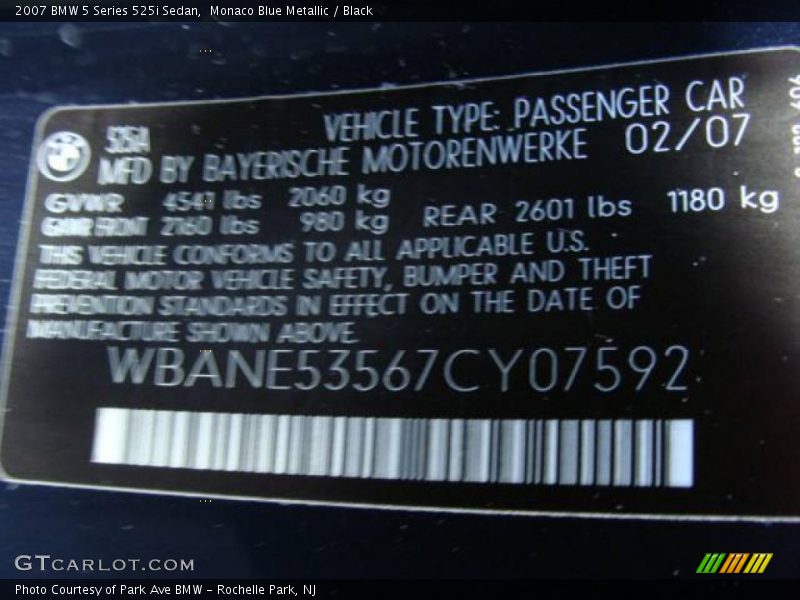 2007 BMW 5 Series 525i Sedan, Monaco Blue Metallic / Black
525iA
VEHICLE TYPE: PASSENGER CAR
MFD BY BAYERISCHE MOTORENWERKE 02/07
GVWR 4541 lbs 2060 kg
GAWR FRONT 2160 lbs 980 kg REAR 2601 lbs 1180 kg
THIS VEHICLE CONFORMS TO ALL APPLICABLE U.S.
FEDERAL MOTOR VEHICLE SAFETY, BUMPER AND THEFT
PREVENTION STANDARDS IN EFFECT ON THE DATE OF
MANUFACTURE SHOWN ABOVE.
WBANE53567CY07592
GTCARLOT.COM
Photo Courtesy of Park Ave BMW - Rochelle Park, NJ